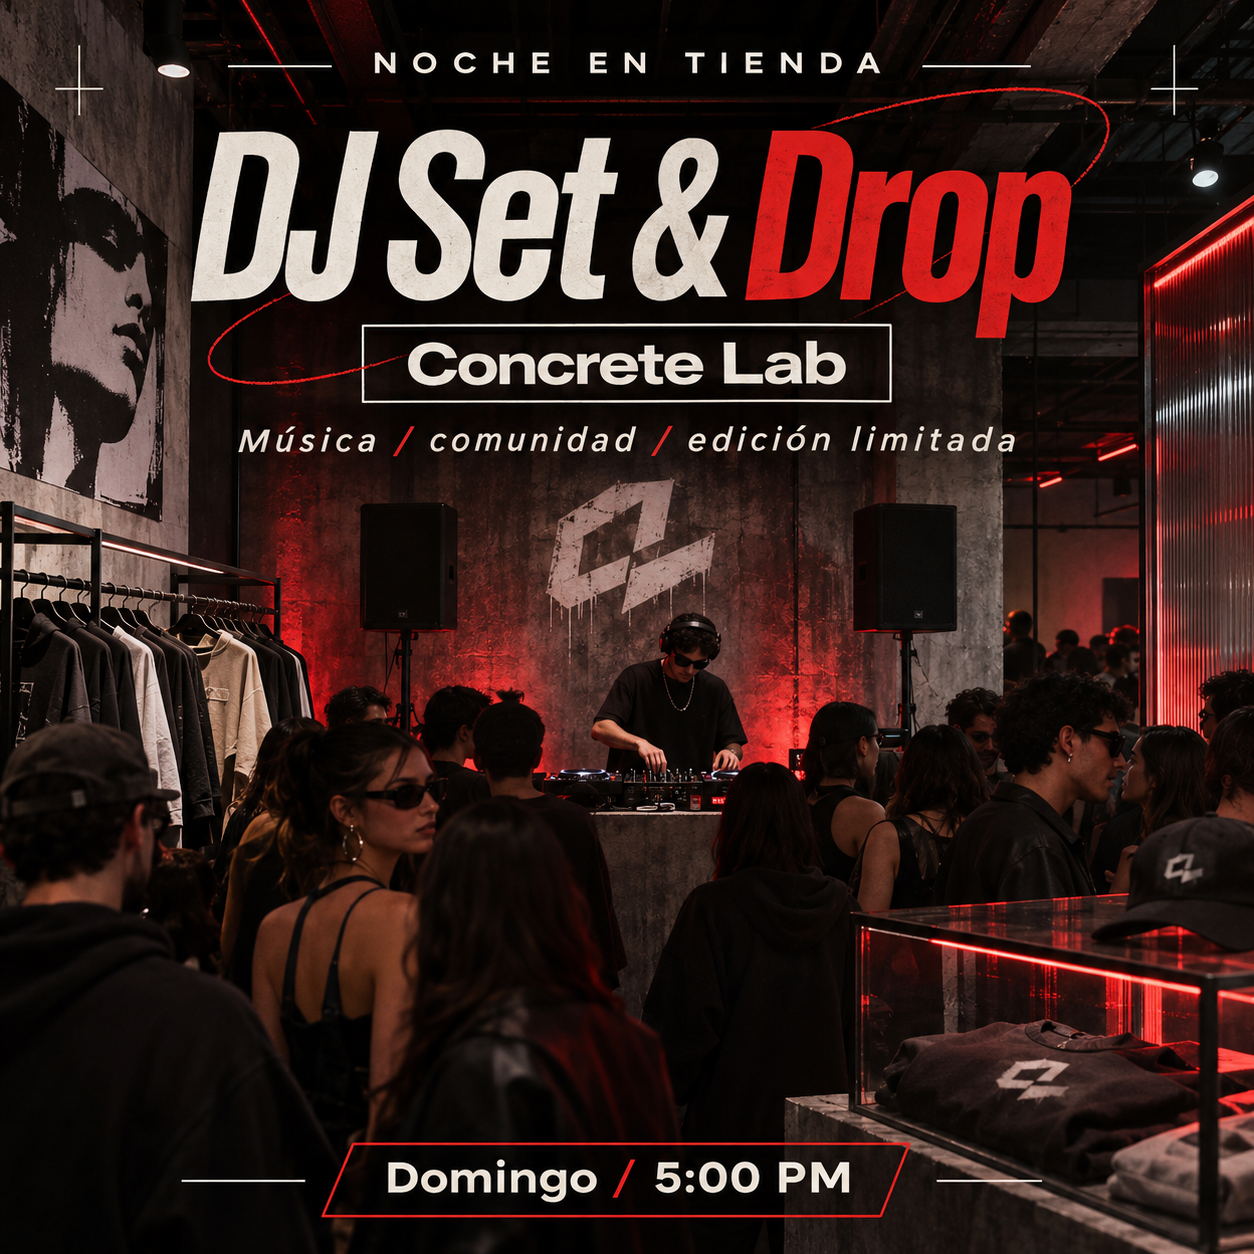 NOCHE EN TIENDA
DJ Set & Drop
Concrete Lab
Música / comunidad / edición limitada
Domingo / 5:00 PM